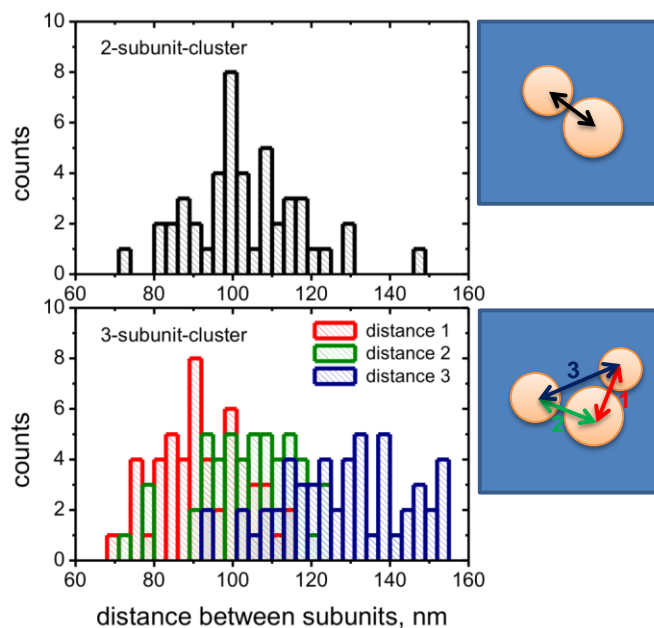 10
8
6
4
2
0
counts
2-subunit-cluster
60 80 100 120 140 160
10
8
6
4
2
0
counts
3-subunit-cluster
distance 1
distance 2
distance 3
60 80 100 120 140 160
distance between subunits, nm
3
1
2